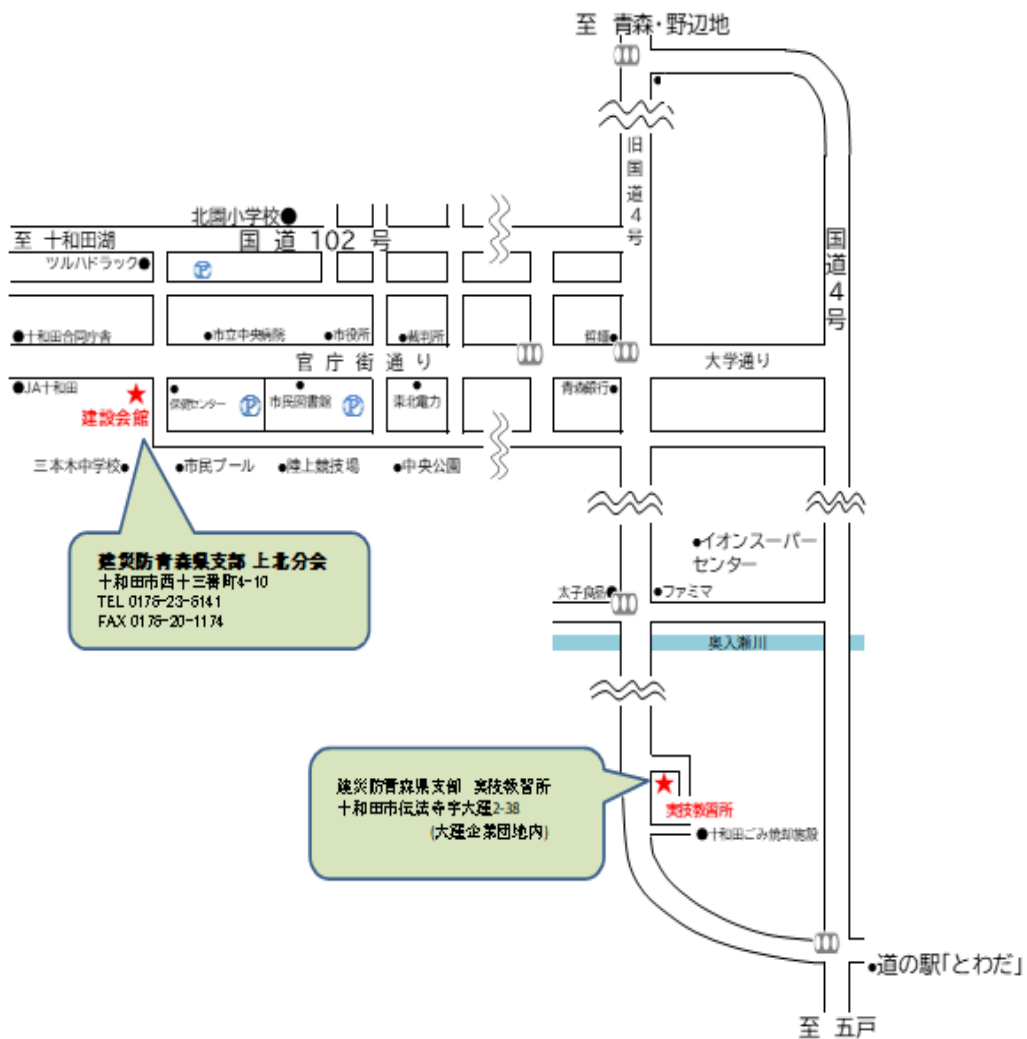 至 青森・野辺地
旧国道4号
国道4号
北園小学校
国道102号
至 十和田湖
ツルハドラック
十和田合同庁舎
市立中央病院
市役所
裁判所
官庁街通り
大学通り
JA十和田
建設会館
保健センター
市民図書館
東北電力
青森銀行
三本木中学校
市民プール
陸上競技場
中央公園
建災防青森県支部 上北分会
十和田市西十三番町4-10
TEL 0176-23-6141
FAX 0176-20-1174
イオンスーパー
センター
太子食品
ファミマ
奥入瀬川
建災防青森県支部 実技教習所
十和田市伝法寺字大窪2-38
(大窪企業団地内)
実技教習所
十和田ごみ焼却施設
道の駅「とわだ」
至 五戸